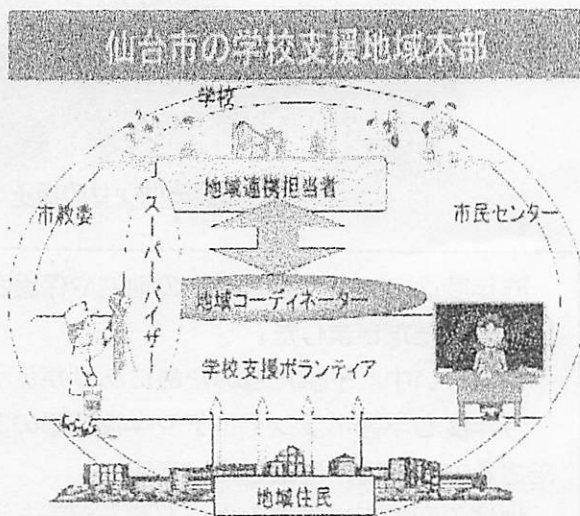 仙台市の学校支援地域本部
学校
地域連携担当者
市教委
スーパーバイザー
市民センター
地域コーディネーター
学校支援ボランティア
地域住民